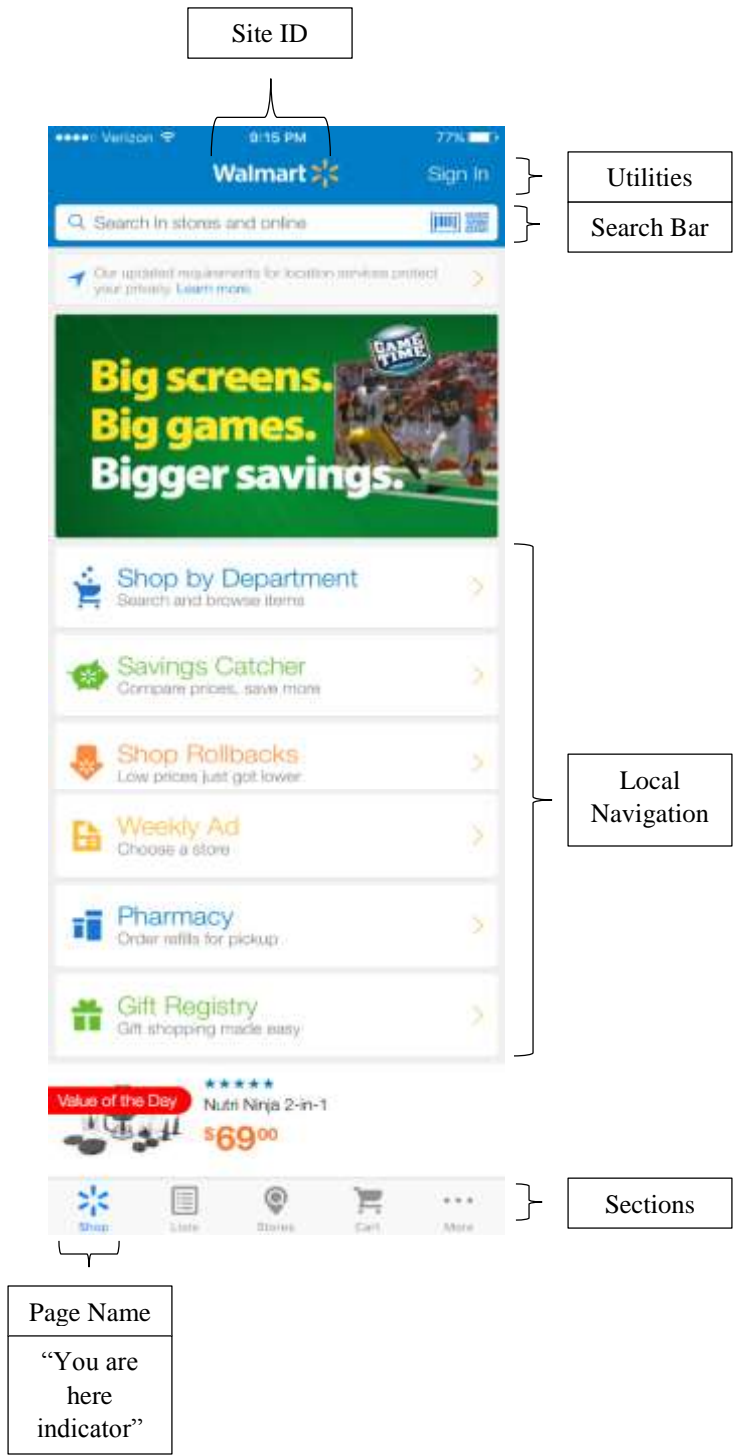 Site ID
Verizon 9:15 PM 77%
Walmart Sign In
Utilities
Search in stores and online
Search Bar
Our updated requirements for location services protect
your privacy. Learn more
GAME
TIME
Big screens.
Big games.
Bigger savings.
Shop by Department
Search and browse items
Savings Catcher
Compare prices, save more
Shop Rollbacks
Low prices just got lower
Local
Navigation
Weekly Ad
Choose a store
Pharmacy
Order refills for pickup
Gift Registry
Gift shopping made easy
Value of the Day
Nutri Ninja 2-in-1
$6900
Shop Lists Stores Cart More
Sections
Page Name
“You are
here
indicator”